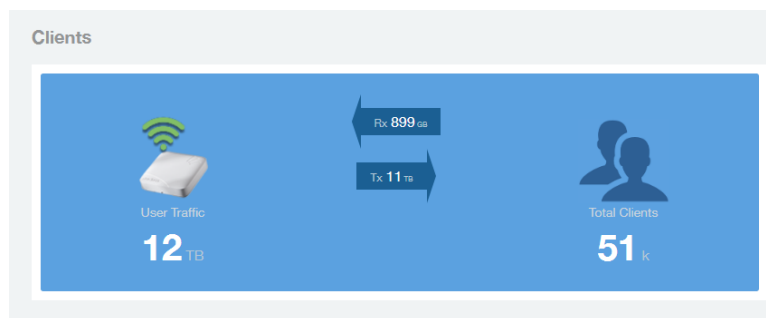 Clients
Rx 899 GB
Tx 11 TB
User Traffic
Total Clients
12 TB
51 k